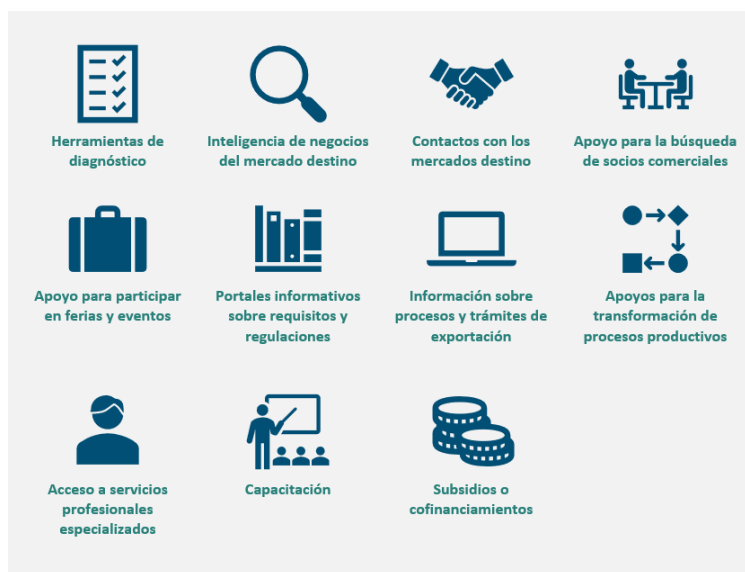 Herramientas de
diagnóstico
Inteligencia de negocios
del mercado destino
Contactos con los
mercados destino
Apoyo para la búsqueda
de socios comerciales
Apoyo para participar
en ferias y eventos
Portales informativos
sobre requisitos y
regulaciones
Información sobre
procesos y trámites de
exportación
Apoyos para la
transformación de
procesos productivos
Acceso a servicios
profesionales
especializados
Capacitación
Subsidios o
cofinanciamientos